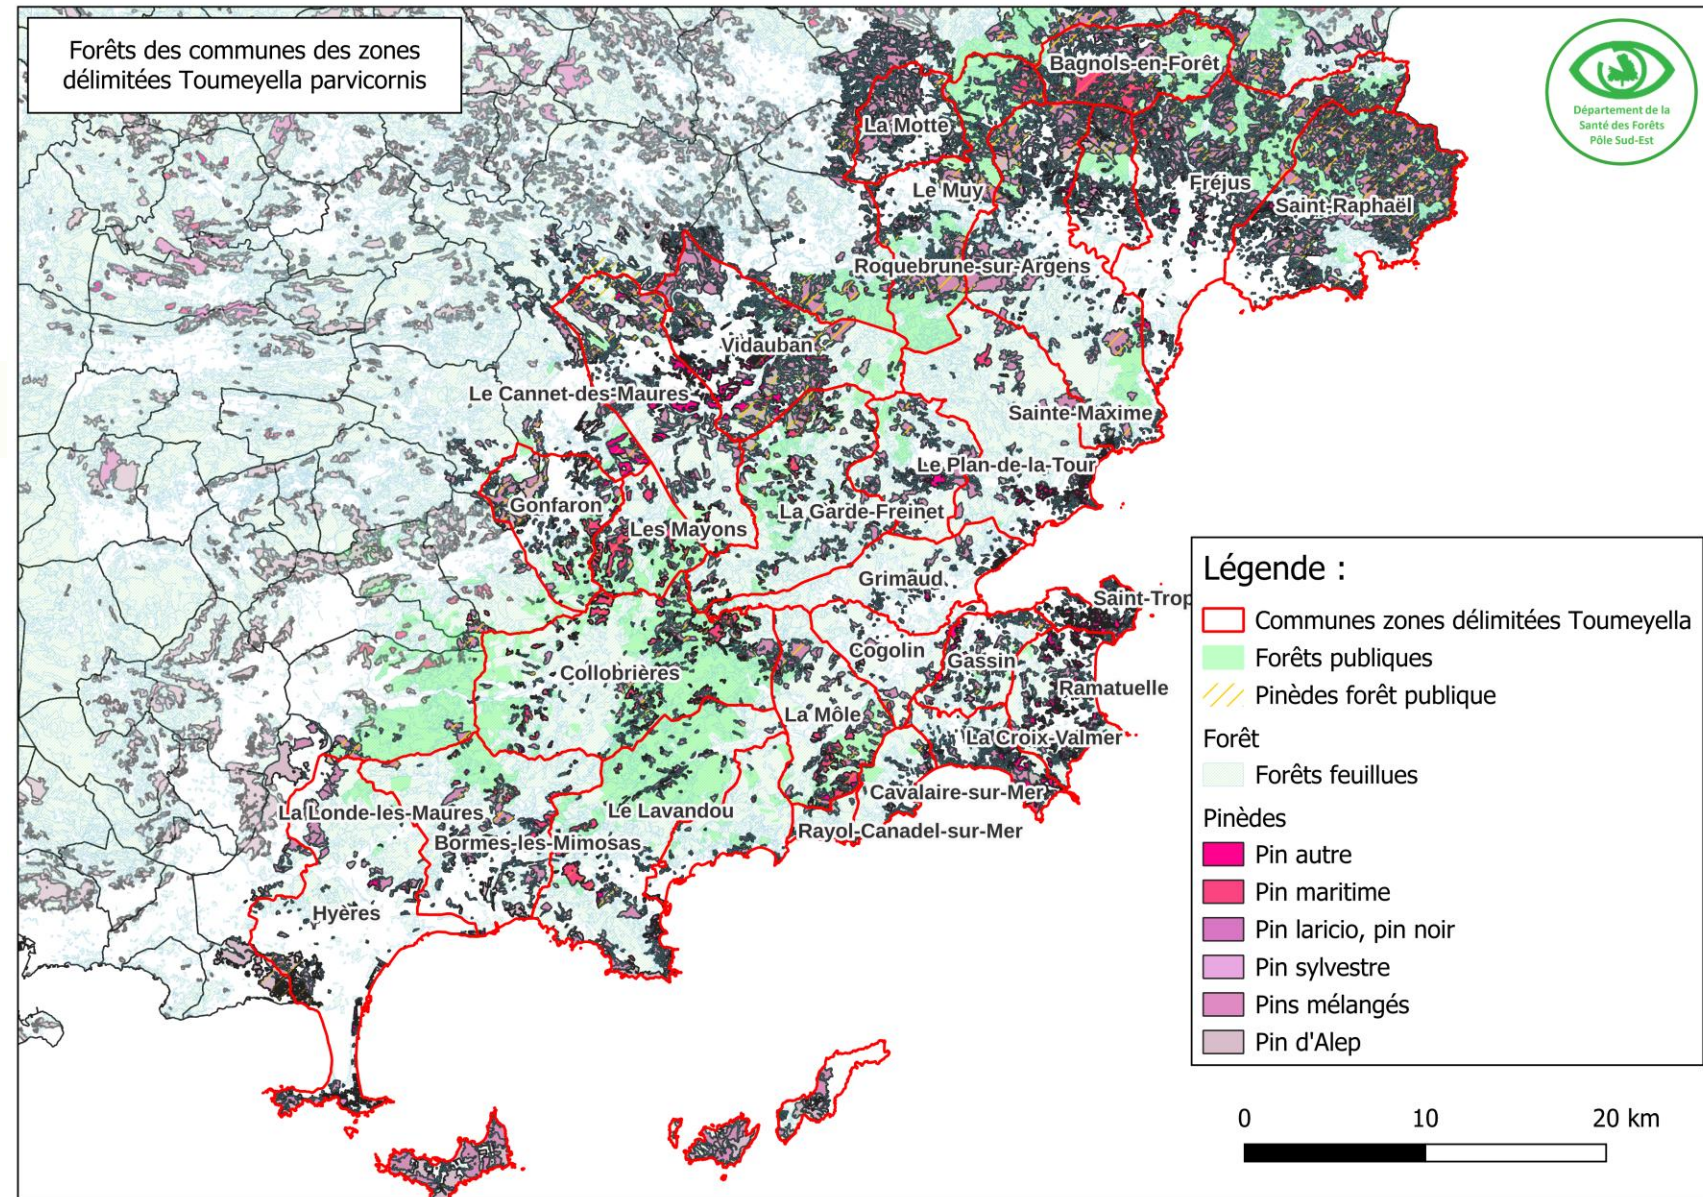 Forêts des communes des zones
délimitées Toumeyella parvicornis
Département de la
Santé des Forêts
Pôle Sud-Est
Bagnols-en-Forêt
La Motte
Le Muy
Fréjus
Saint-Raphaël
Roquebrune-sur-Argens
Vidauban
Le Cannet-des-Maures
Sainte-Maxime
Le Plan-de-la-Tour
Gonfaron
La Garde-Freinet
Les Mayons
Grimaud
Saint-Trop
Cogolin
Gassin
Collobrières
Ramatuelle
La Môle
La Croix-Valmer
Cavalaire-sur-Mer
La Londe-les-Maures
Le Lavandou
Rayol-Canadel-sur-Mer
Bormes-les-Mimosas
Hyères
Légende :
Communes zones délimitées Toumeyella
Forêts publiques
Pinèdes forêt publique
Forêt
Forêts feuillues
Pinèdes
Pin autre
Pin maritime
Pin laricio, pin noir
Pin sylvestre
Pins mélangés
Pin d'Alep
0 10 20 km